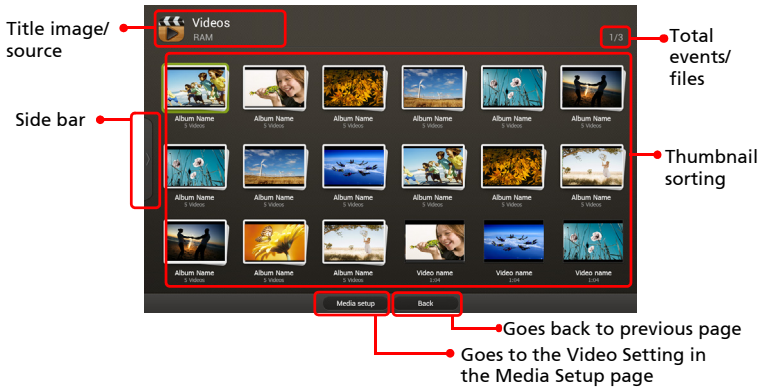 Title image/
source
Videos
RAM
1/3
Total
events/
files
Side bar
Thumbnail
sorting
Album Name Album Name Album Name Album Name Album Name Album Name
5 Videos 5 Videos 5 Videos 5 Videos 5 Videos 5 Videos
Album Name Album Name Album Name Album Name Album Name Album Name
5 Videos 5 Videos 5 Videos 5 Videos 5 Videos 5 Videos
Album Name Album Name Album Name Video name Video name Video name
5 Videos 5 Videos 5 Videos 1:04 1:04 1:04
Media setup Back
Goes back to previous page
Goes to the Video Setting in
the Media Setup page